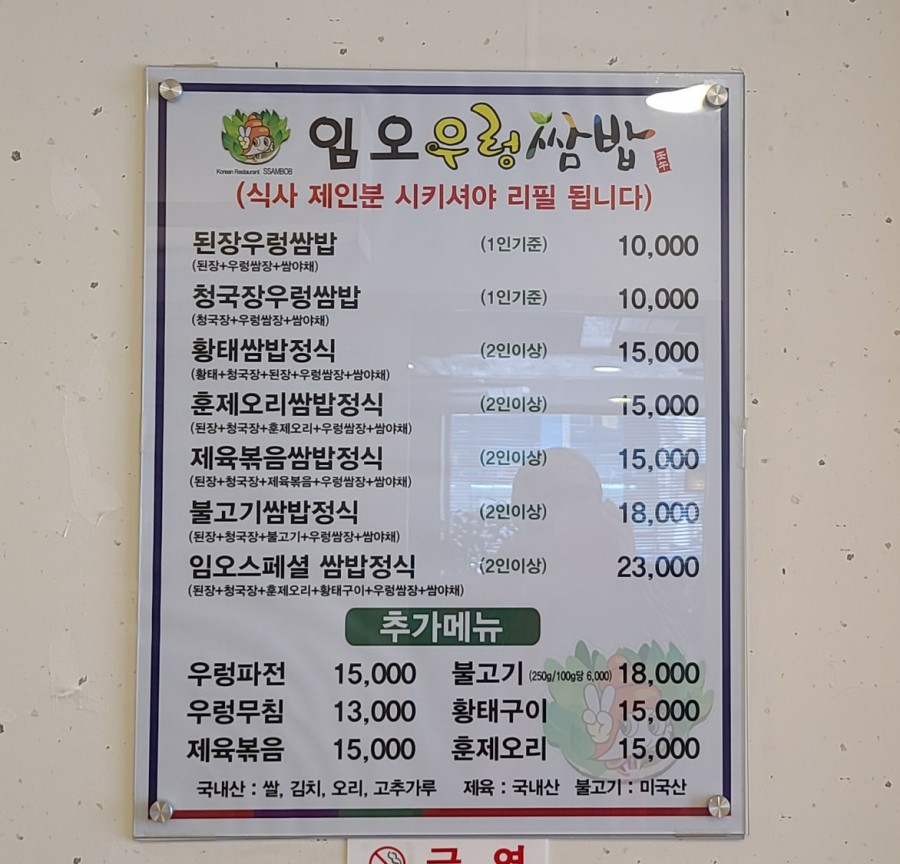 임오우렁쌈밥
Korean Restaurant SSAMBOB
(식사 제인분 시키셔야 리필 됩니다)
된장우렁쌈밥 (1인기준) 10,000
(된장+우렁쌈장+쌈야채)
청국장우렁쌈밥 (1인기준) 10,000
(청국장+우렁쌈장+쌈야채)
황태쌈밥정식 (2인이상) 15,000
(황태+청국장+된장+우렁쌈장+쌈야채)
훈제오리쌈밥정식 (2인이상) 15,000
(된장+청국장+훈제오리+우렁쌈장+쌈야채)
제육볶음쌈밥정식 (2인이상) 15,000
(된장+청국장+제육볶음+우렁쌈장+쌈야채)
불고기쌈밥정식 (2인이상) 18,000
(된장+청국장+불고기+우렁쌈장+쌈야채)
임오스페셜 쌈밥정식 (2인이상) 23,000
(된장+청국장+훈제오리+황태구이+우렁쌈장+쌈야채)
추가메뉴
우렁파전 15,000 불고기 (250g/100g당 6,000) 18,000
우렁무침 13,000 황태구이 15,000
제육볶음 15,000 훈제오리 15,000
국내산 : 쌀, 김치, 오리, 고추가루 제육 : 국내산 불고기 : 미국산
금 연